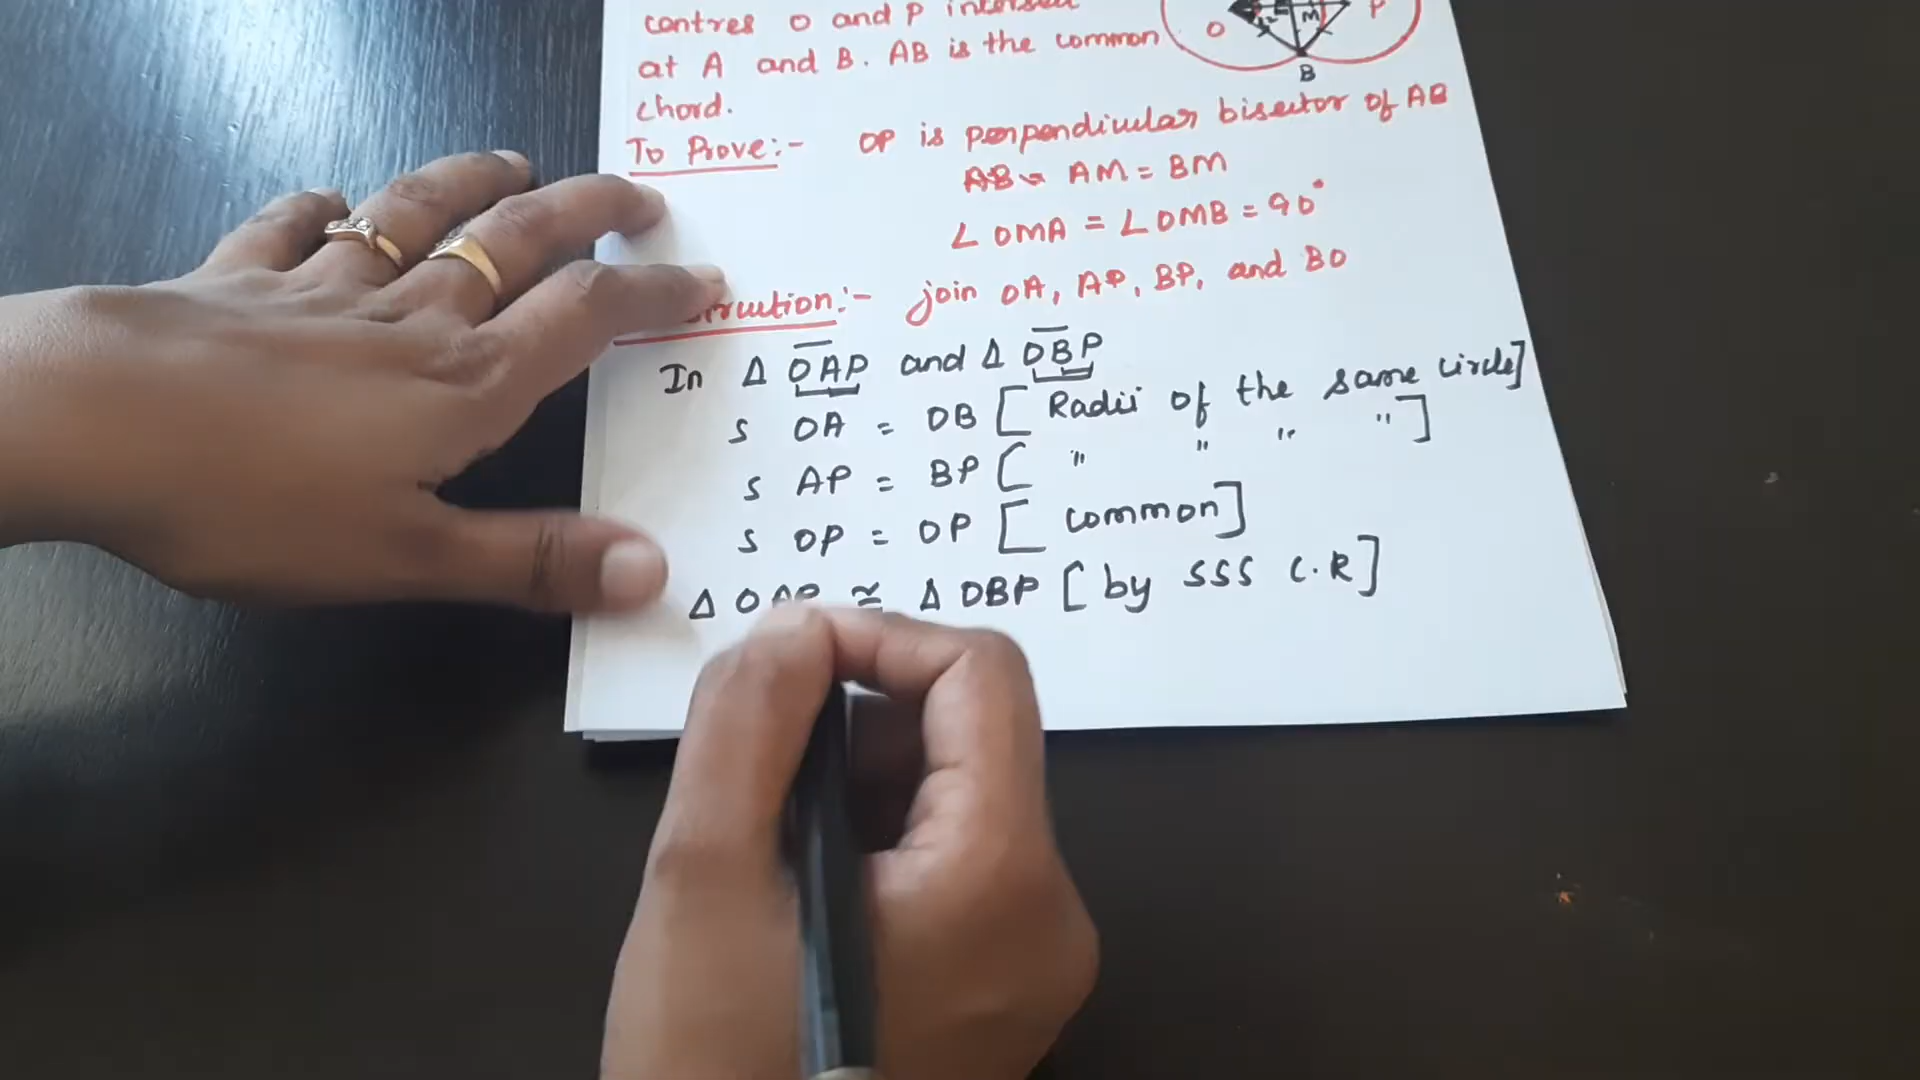 centres O and P intersect
at A and B. AB is the common
chord.
To Prove:- OP is perpendicular bisector of AB
AB AM = BM
∠ OMA = ∠ OMB = 90°
join OA, AP, BP, and BO
In Δ OAP and Δ OBP
S OA = OB [ Radii of the same circle]
S AP = BP [ " " " " ]
S OP = OP [ common]
Δ OAP ≅ Δ OBP [ by SSS C.R]
O
M
P
B